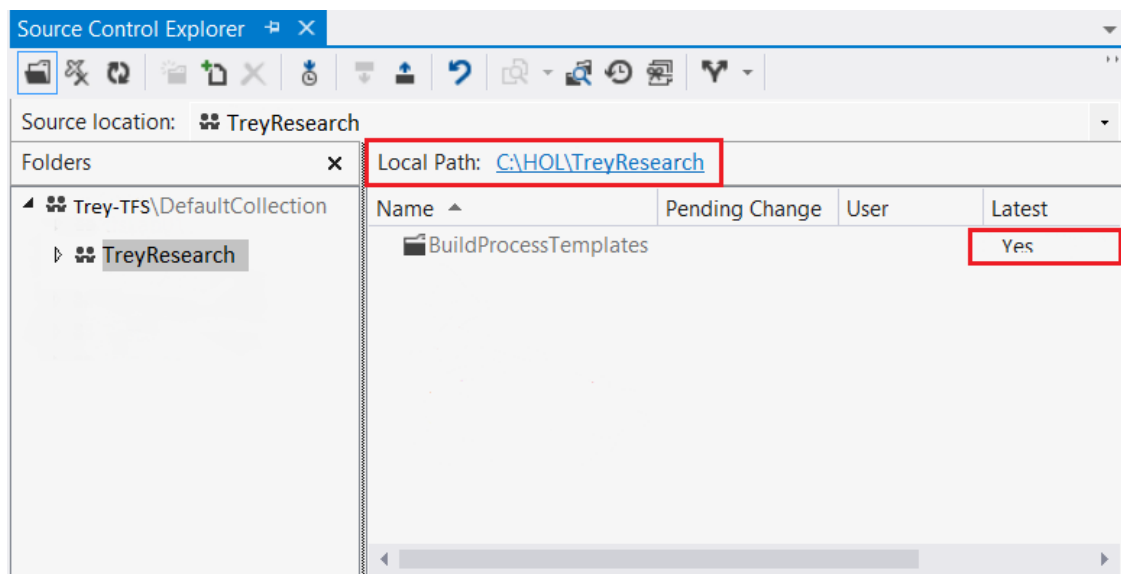 Source Control Explorer
Source location: TreyResearch
Folders
Local Path: C:\HOL\TreyResearch
Trey-TFS\DefaultCollection
Name Pending Change User Latest
TreyResearch
BuildProcessTemplates Yes